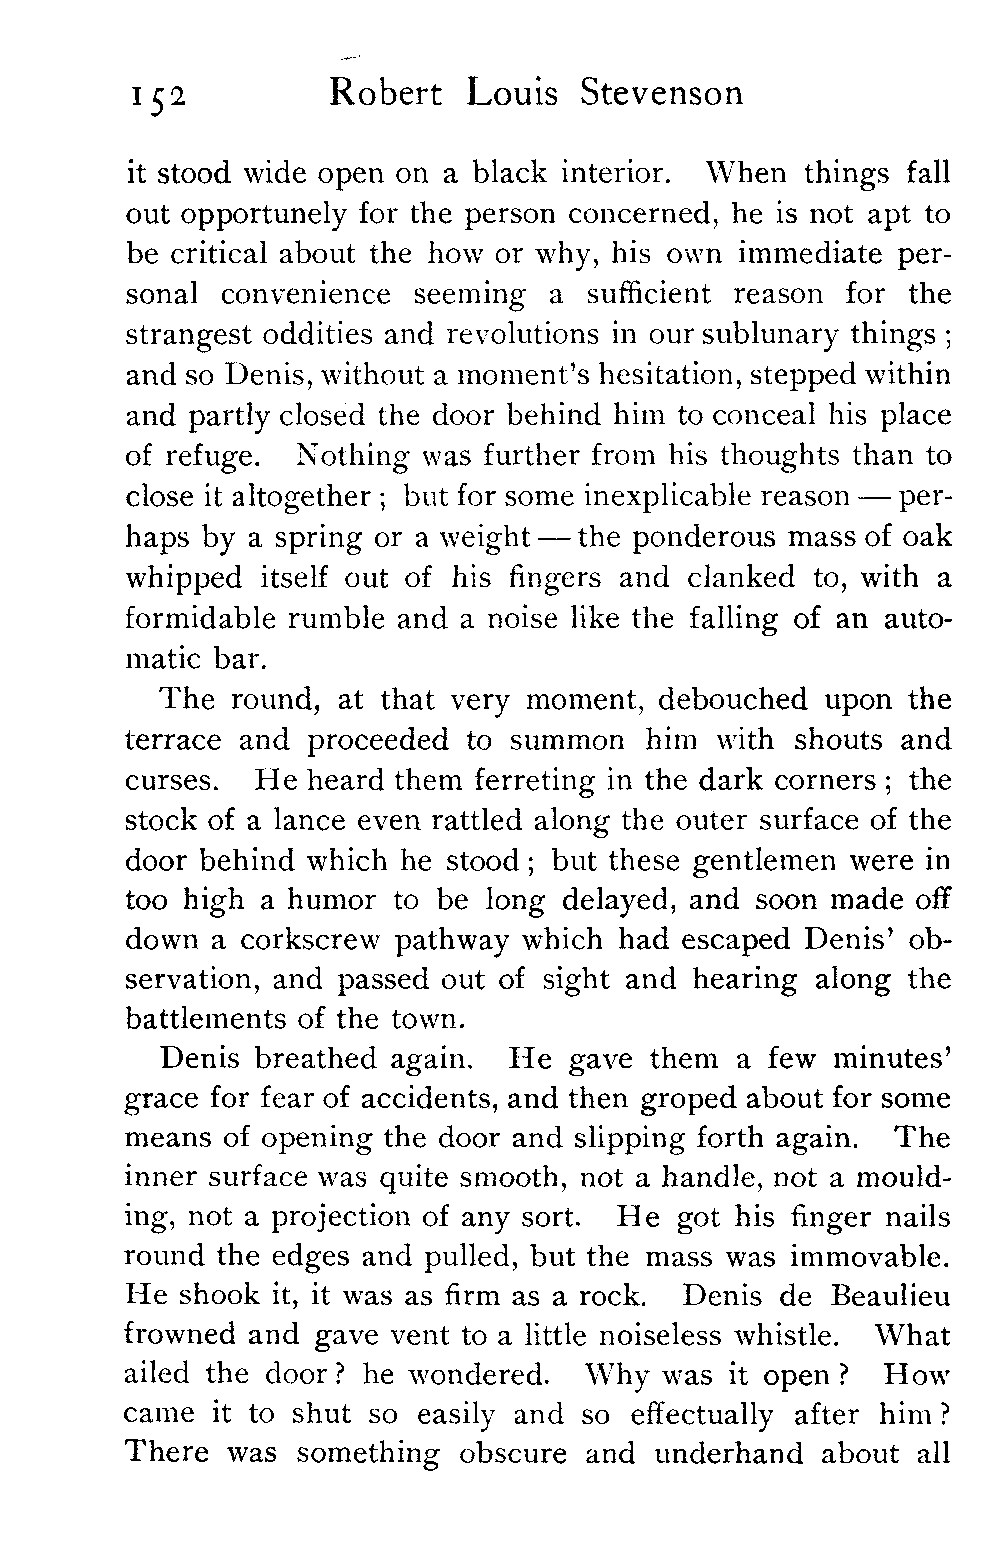 152 Robert Louis Stevenson
it stood wide open on a black interior. When things fall
out opportunely for the person concerned, he is not apt to
be critical about the how or why, his own immediate per-
sonal convenience seeming a sufficient reason for the
strangest oddities and revolutions in our sublunary things ;
and so Denis, without a moment's hesitation, stepped within
and partly closed the door behind him to conceal his place
of refuge. Nothing was further from his thoughts than to
close it altogether ; but for some inexplicable reason — per-
haps by a spring or a weight — the ponderous mass of oak
whipped itself out of his fingers and clanked to, with a
formidable rumble and a noise like the falling of an auto-
matic bar.
The round, at that very moment, debouched upon the
terrace and proceeded to summon him with shouts and
curses. He heard them ferreting in the dark corners ; the
stock of a lance even rattled along the outer surface of the
door behind which he stood ; but these gentlemen were in
too high a humor to be long delayed, and soon made off
down a corkscrew pathway which had escaped Denis' ob-
servation, and passed out of sight and hearing along the
battlements of the town.
Denis breathed again. He gave them a few minutes'
grace for fear of accidents, and then groped about for some
means of opening the door and slipping forth again. The
inner surface was quite smooth, not a handle, not a mould-
ing, not a projection of any sort. He got his finger nails
round the edges and pulled, but the mass was immovable.
He shook it, it was as firm as a rock. Denis de Beaulieu
frowned and gave vent to a little noiseless whistle. What
ailed the door ? he wondered. Why was it open ? How
came it to shut so easily and so effectually after him ?
There was something obscure and underhand about all